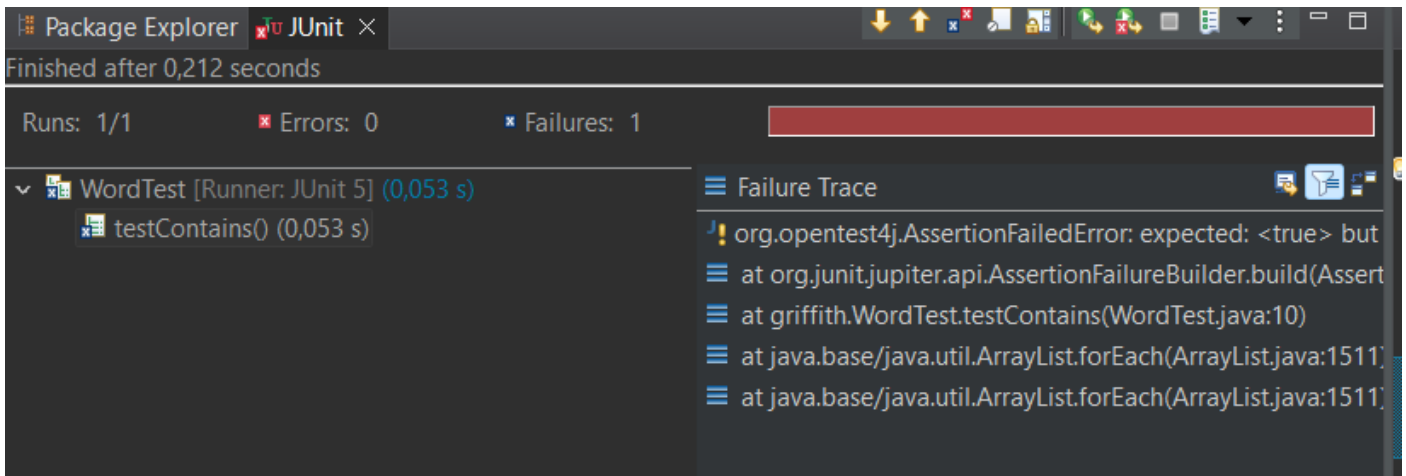 Package Explorer JUnit
Finished after 0,212 seconds
Runs: 1/1 Errors: 0 Failures: 1
WordTest [Runner: JUnit 5] (0,053 s)
testContains() (0,053 s)
Failure Trace
org.opentest4j.AssertionFailedError: expected: <true> but
at org.junit.jupiter.api.AssertionFailureBuilder.build(Assert
at griffith.WordTest.testContains(WordTest.java:10)
at java.base/java.util.ArrayList.forEach(ArrayList.java:1511)
at java.base/java.util.ArrayList.forEach(ArrayList.java:1511)